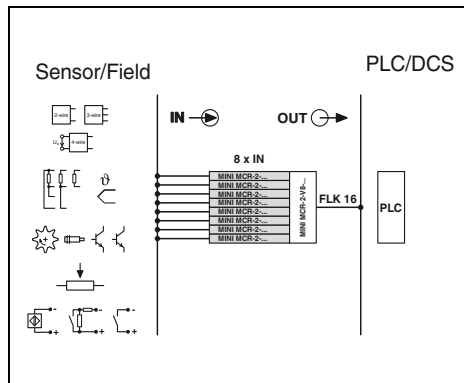 Sensor/Field
PLC/DCS
2-wire
3-wire
4-wire
IN
OUT
8 x IN
MINI MCR-2-...
MINI MCR-2-...
MINI MCR-2-...
MINI MCR-2-...
MINI MCR-2-...
MINI MCR-2-...
MINI MCR-2-...
MINI MCR-2-...
MINI MCR-2-V8-...
FLK 16
PLC
ϑ